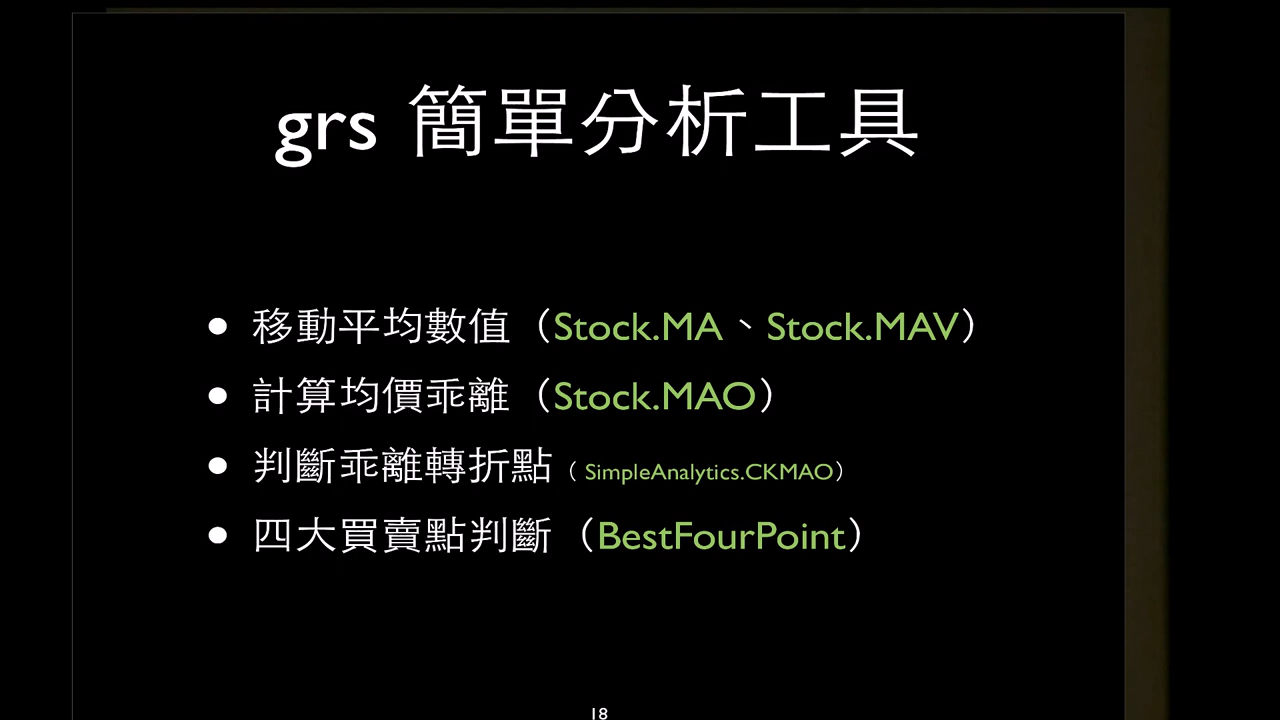 grs 簡單分析工具
• 移動平均數值（Stock.MA、Stock.MAV）
• 計算均價乖離（Stock.MAO）
• 判斷乖離轉折點（ SimpleAnalytics.CKMAO）
• 四大買賣點判斷（BestFourPoint）
18